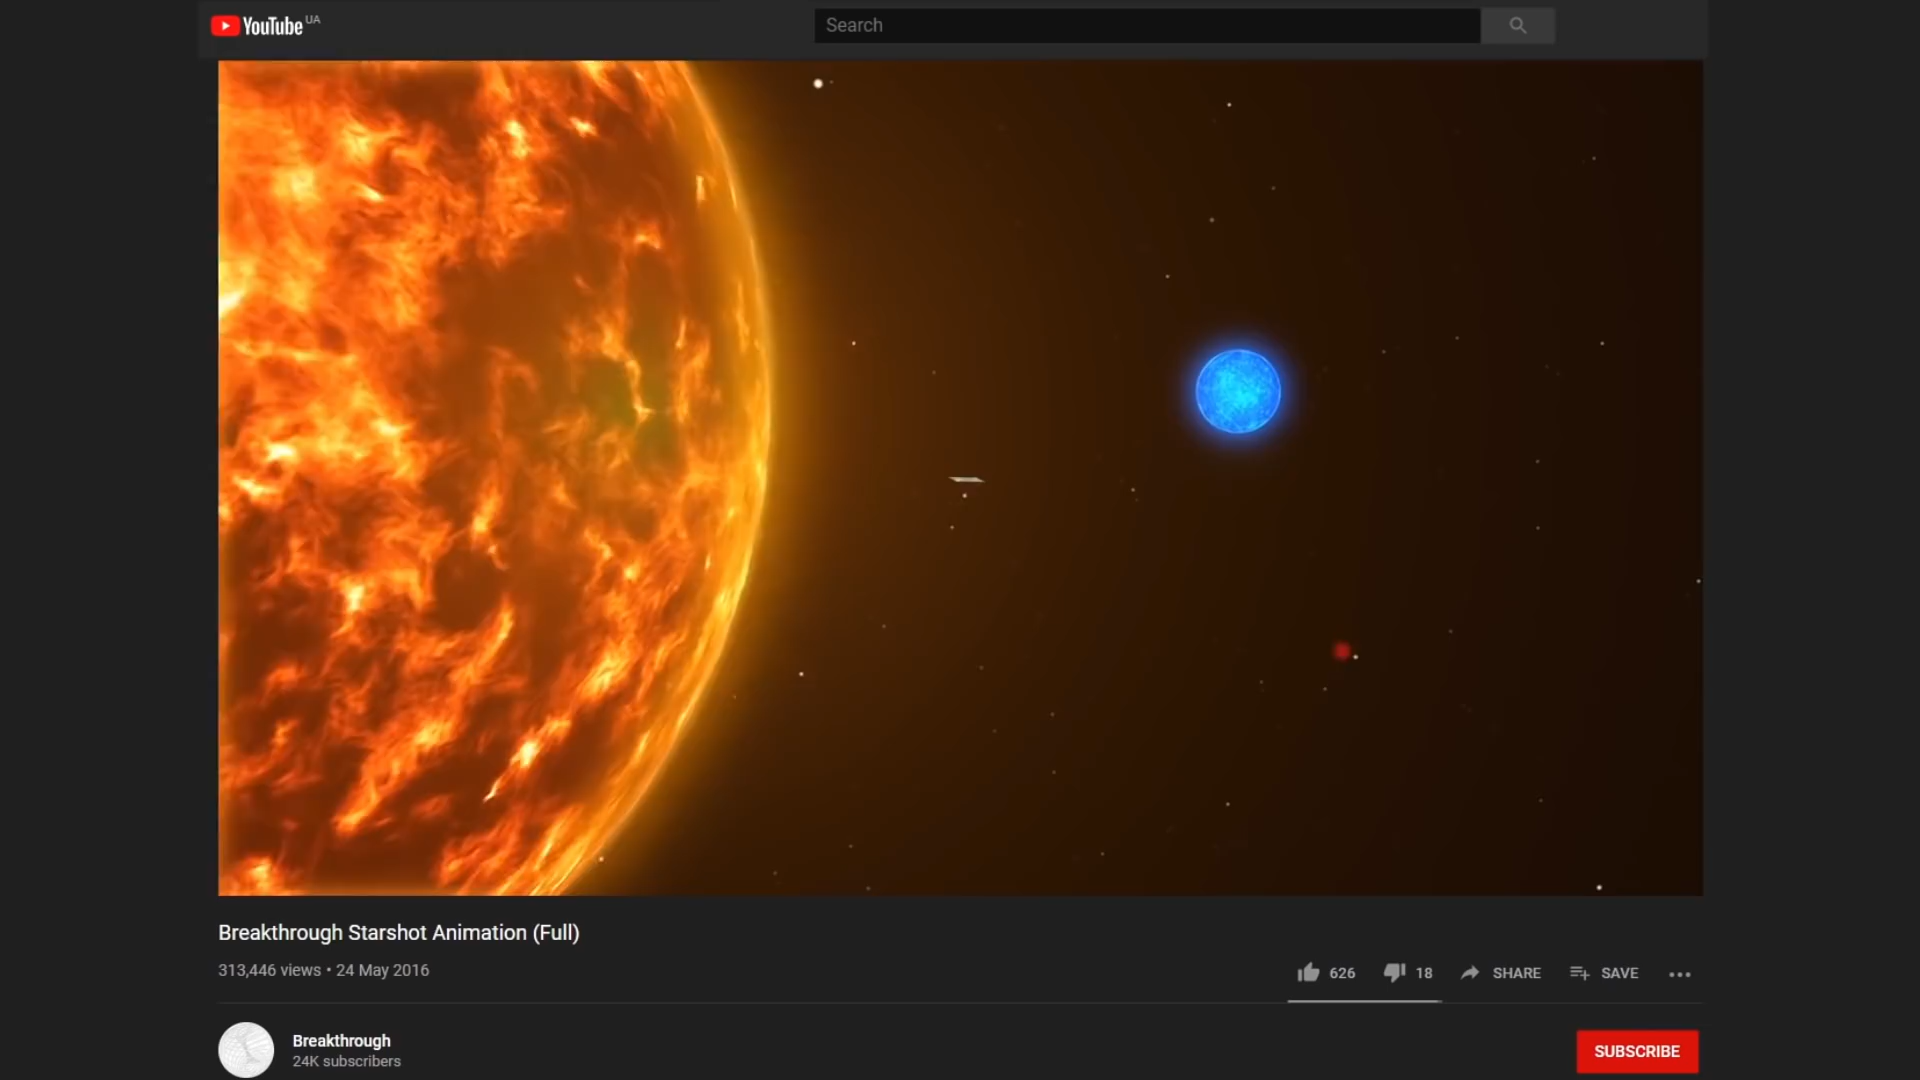 YouTube UA
Search
Breakthrough Starshot Animation (Full)
313,446 views • 24 May 2016
626 18 SHARE SAVE
Breakthrough
24K subscribers
SUBSCRIBE